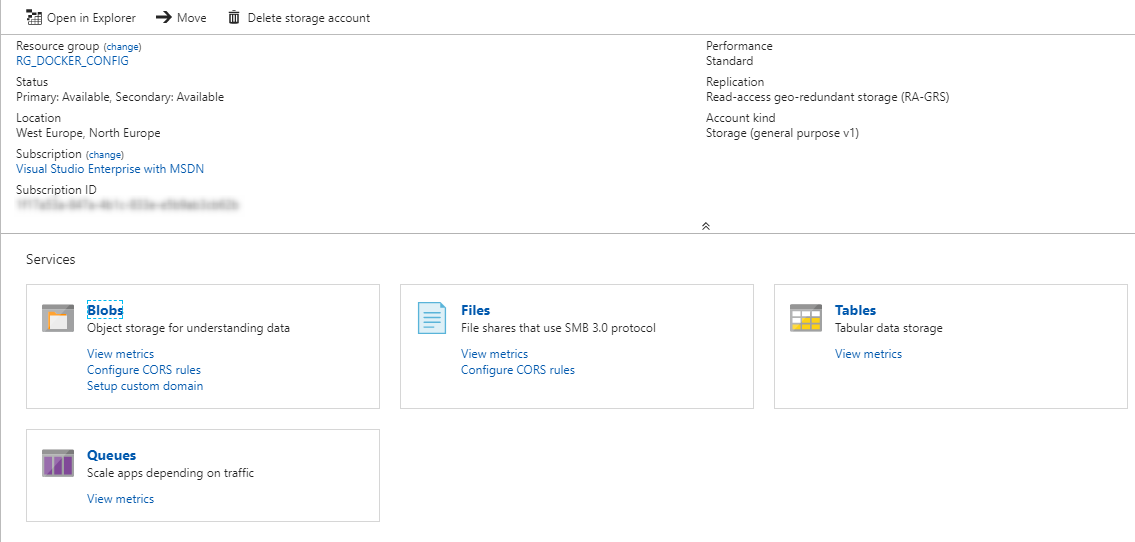 Open in Explorer Move Delete storage account
Resource group (change)
RG_DOCKER_CONFIG
Status
Primary: Available, Secondary: Available
Location
West Europe, North Europe
Subscription (change)
Visual Studio Enterprise with MSDN
Subscription ID
Performance
Standard
Replication
Read-access geo-redundant storage (RA-GRS)
Account kind
Storage (general purpose v1)
Services
Blobs
Object storage for understanding data
View metrics
Configure CORS rules
Setup custom domain
Files
File shares that use SMB 3.0 protocol
View metrics
Configure CORS rules
Tables
Tabular data storage
View metrics
Queues
Scale apps depending on traffic
View metrics